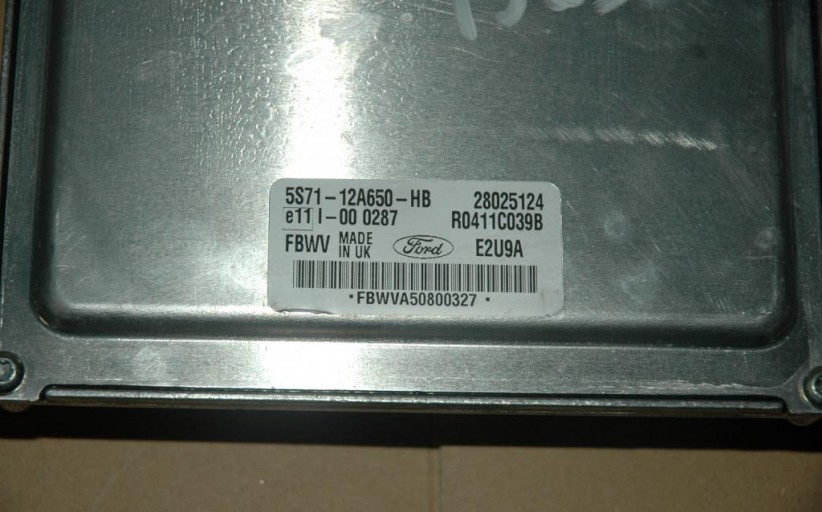 5S71-12A650-HB 28025124
e11 I-00 0287 R0411C039B
FBWV MADE IN UK Ford E2U9A
•FBWVA50800327•